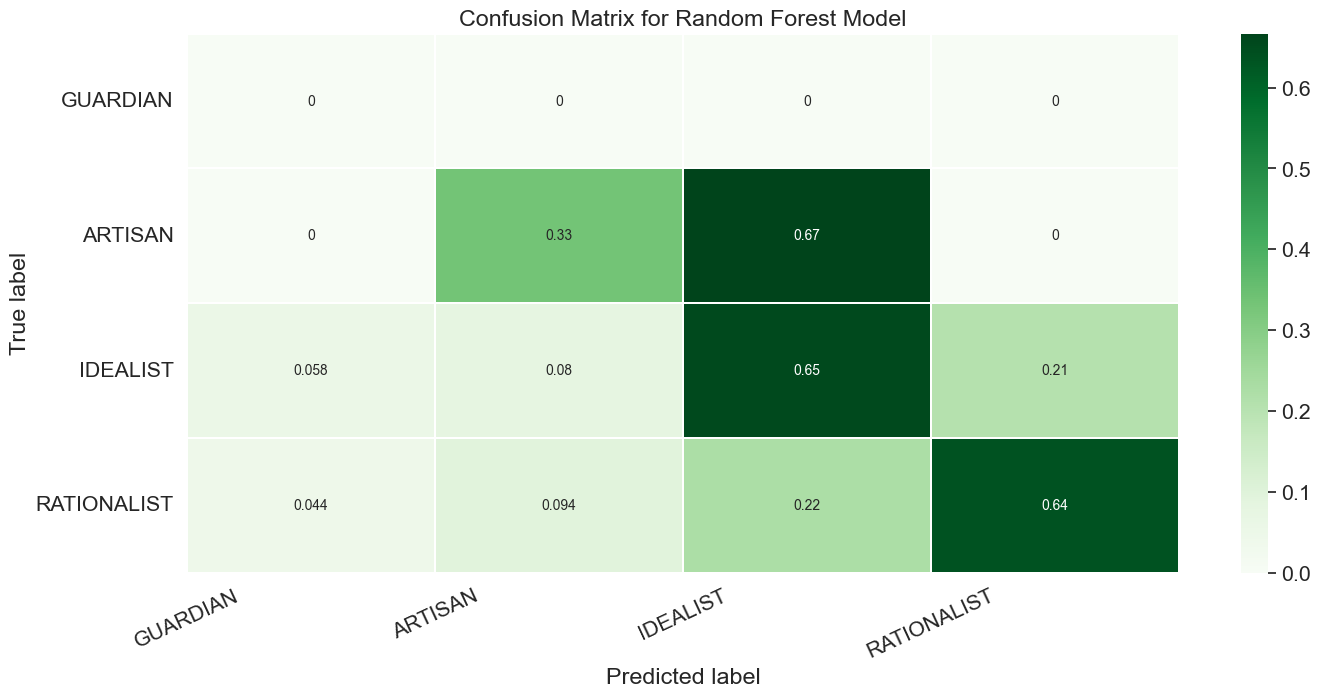 Confusion Matrix for Random Forest Model
GUARDIAN 0 0 0 0
ARTISAN 0 0.33 0.67 0
IDEALIST 0.058 0.08 0.65 0.21
RATIONALIST 0.044 0.094 0.22 0.64
True label
GUARDIAN ARTISAN IDEALIST RATIONALIST
Predicted label
0.6
0.5
0.4
0.3
0.2
0.1
0.0